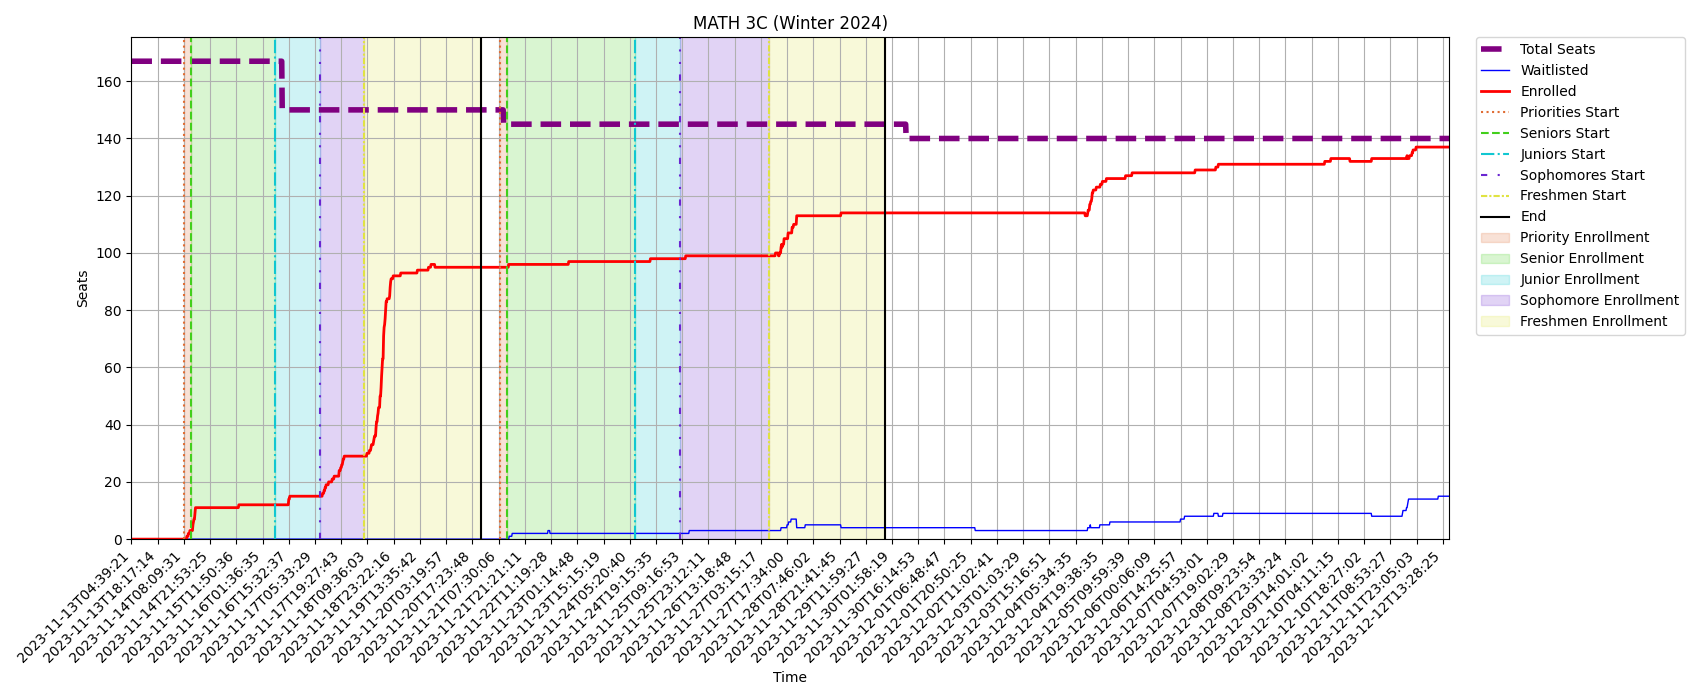 MATH 3C (Winter 2024)
Seats
160
140
120
100
80
60
40
20
0
2023-11-13T04:39:21
2023-11-13T18:17:14
2023-11-14T08:09:31
2023-11-14T21:53:25
2023-11-15T11:50:36
2023-11-16T01:36:35
2023-11-16T15:32:37
2023-11-17T05:33:29
2023-11-17T19:27:43
2023-11-18T09:36:03
2023-11-18T23:22:16
2023-11-19T13:35:42
2023-11-20T03:19:57
2023-11-20T17:23:48
2023-11-21T07:30:06
2023-11-21T21:21:11
2023-11-22T11:19:28
2023-11-23T01:14:48
2023-11-23T15:15:19
2023-11-24T05:20:40
2023-11-24T19:15:35
2023-11-25T09:16:53
2023-11-25T23:12:11
2023-11-26T13:18:48
2023-11-27T03:15:17
2023-11-27T17:34:00
2023-11-28T07:46:02
2023-11-28T21:41:45
2023-11-29T11:59:27
2023-11-30T01:58:19
2023-11-30T16:14:53
2023-12-01T06:48:47
2023-12-01T20:50:25
2023-12-02T11:02:41
2023-12-03T01:03:29
2023-12-03T15:16:51
2023-12-04T05:34:35
2023-12-04T19:38:35
2023-12-05T09:59:39
2023-12-06T00:06:09
2023-12-06T14:25:57
2023-12-07T04:53:01
2023-12-07T19:02:29
2023-12-08T09:23:54
2023-12-08T23:33:24
2023-12-09T14:01:02
2023-12-10T04:11:15
2023-12-10T18:27:02
2023-12-11T08:53:27
2023-12-11T23:05:03
2023-12-12T13:28:25
Time
Total Seats
Waitlisted
Enrolled
Priorities Start
Seniors Start
Juniors Start
Sophomores Start
Freshmen Start
End
Priority Enrollment
Senior Enrollment
Junior Enrollment
Sophomore Enrollment
Freshmen Enrollment